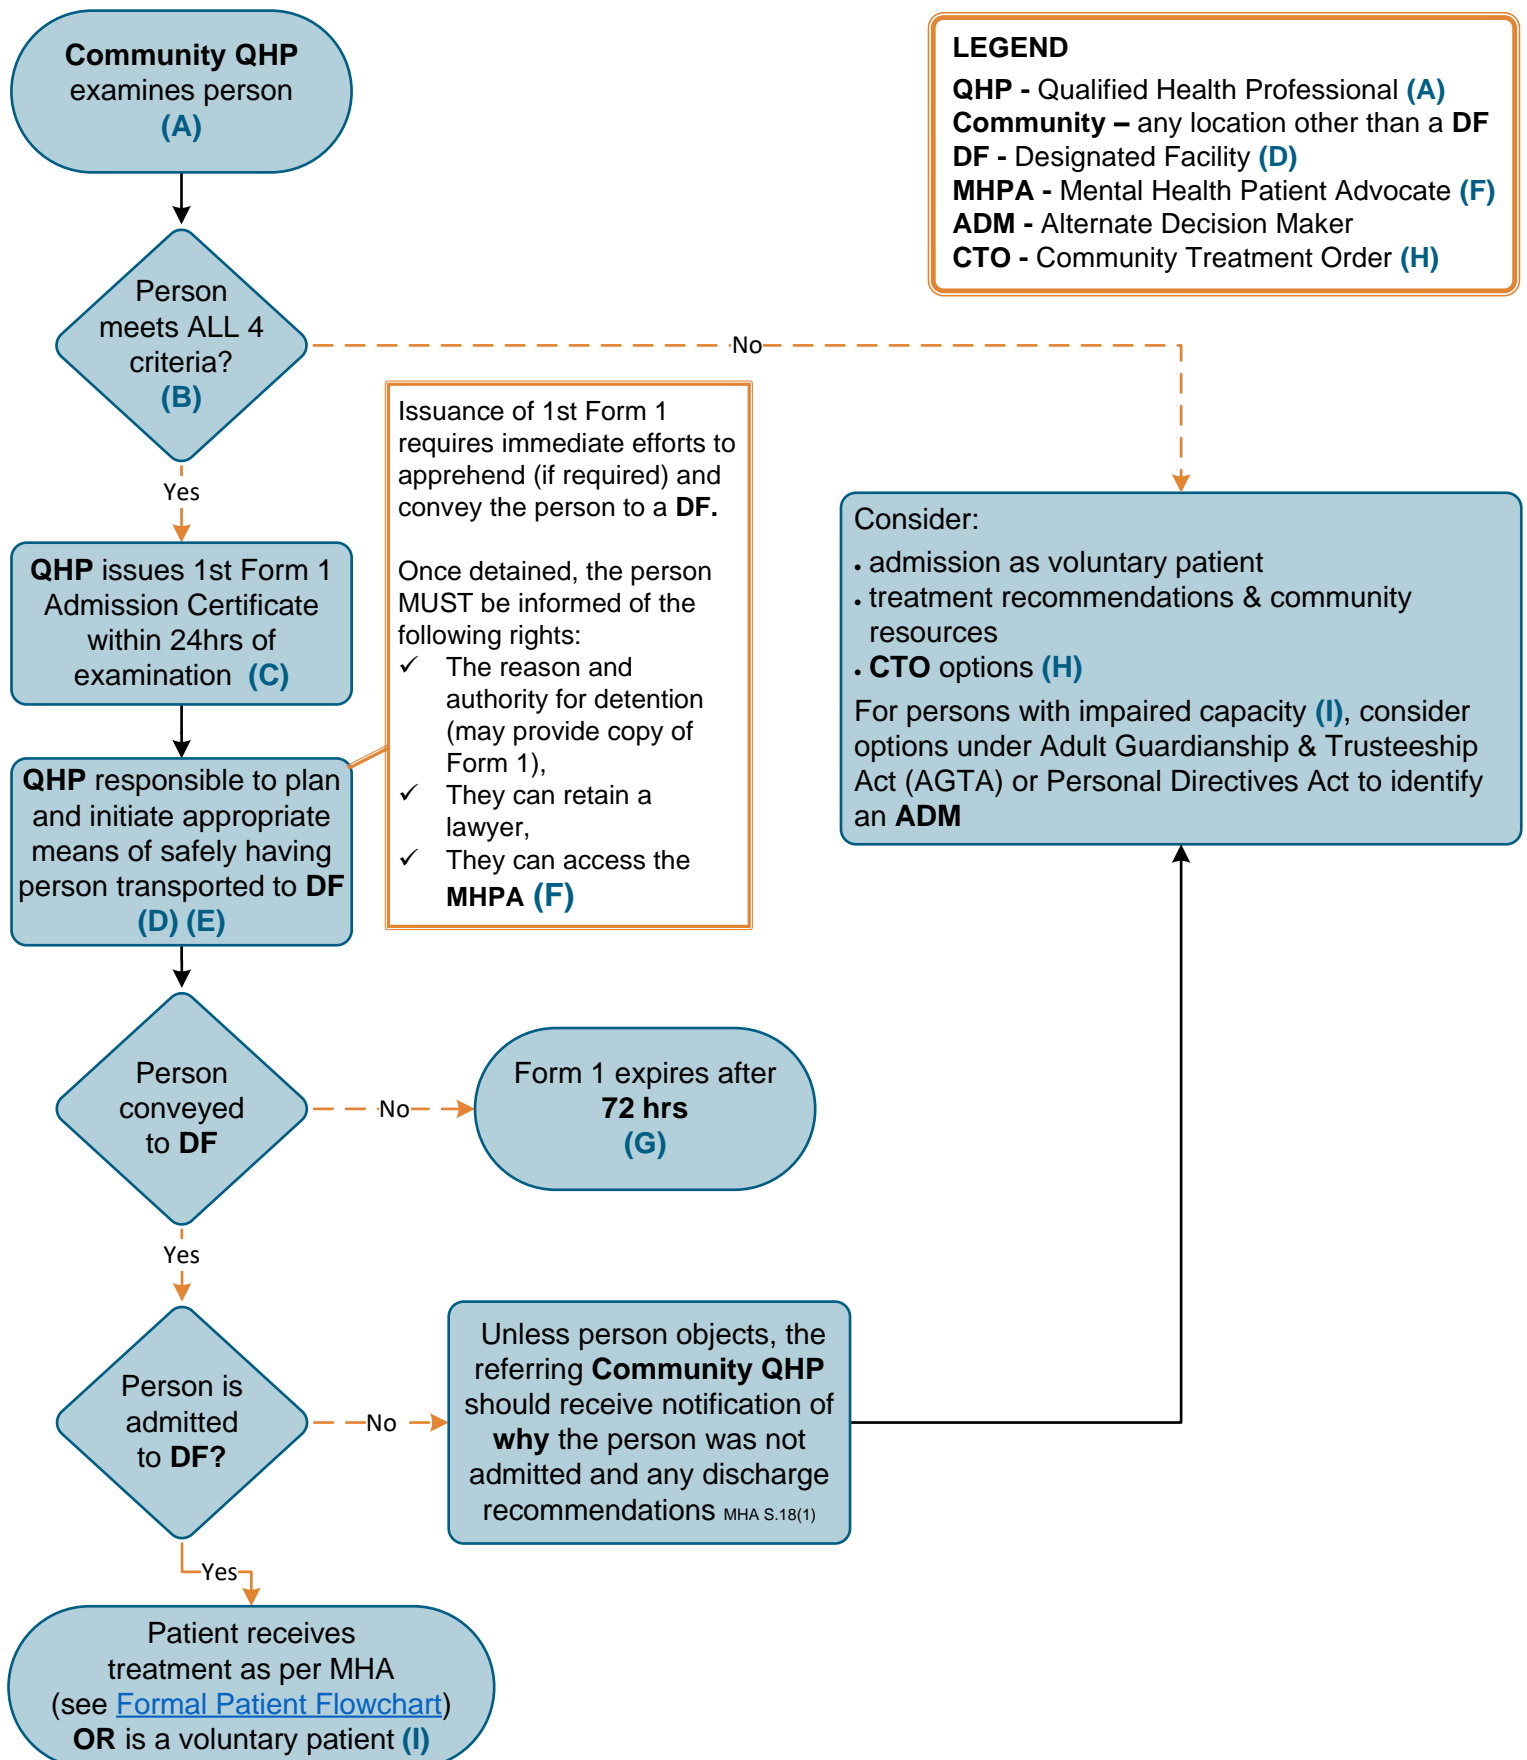 Community QHP
examines person
(A)
LEGEND
QHP - Qualified Health Professional (A)
Community – any location other than a DF
DF - Designated Facility (D)
MHPA - Mental Health Patient Advocate (F)
ADM - Alternate Decision Maker
CTO - Community Treatment Order (H)
Person
meets ALL 4
criteria?
(B)
No
Yes
Issuance of 1st Form 1
requires immediate efforts to
apprehend (if required) and
convey the person to a DF.
Once detained, the person
MUST be informed of the
following rights:
✓ The reason and
authority for detention
(may provide copy of
Form 1),
✓ They can retain a
lawyer,
✓ They can access the
MHPA (F)
Consider:
• admission as voluntary patient
• treatment recommendations & community
resources
• CTO options (H)
For persons with impaired capacity (I), consider
options under Adult Guardianship & Trusteeship
Act (AGTA) or Personal Directives Act to identify
an ADM
QHP issues 1st Form 1
Admission Certificate
within 24hrs of
examination (C)
QHP responsible to plan
and initiate appropriate
means of safely having
person transported to DF
(D) (E)
Person
conveyed
to DF
No
Form 1 expires after
72 hrs
(G)
Yes
Person is
admitted
to DF?
No
Unless person objects, the
referring Community QHP
should receive notification of
why the person was not
admitted and any discharge
recommendations MHA S.18(1)
Yes
Patient receives
treatment as per MHA
(see Formal Patient Flowchart)
OR is a voluntary patient (I)